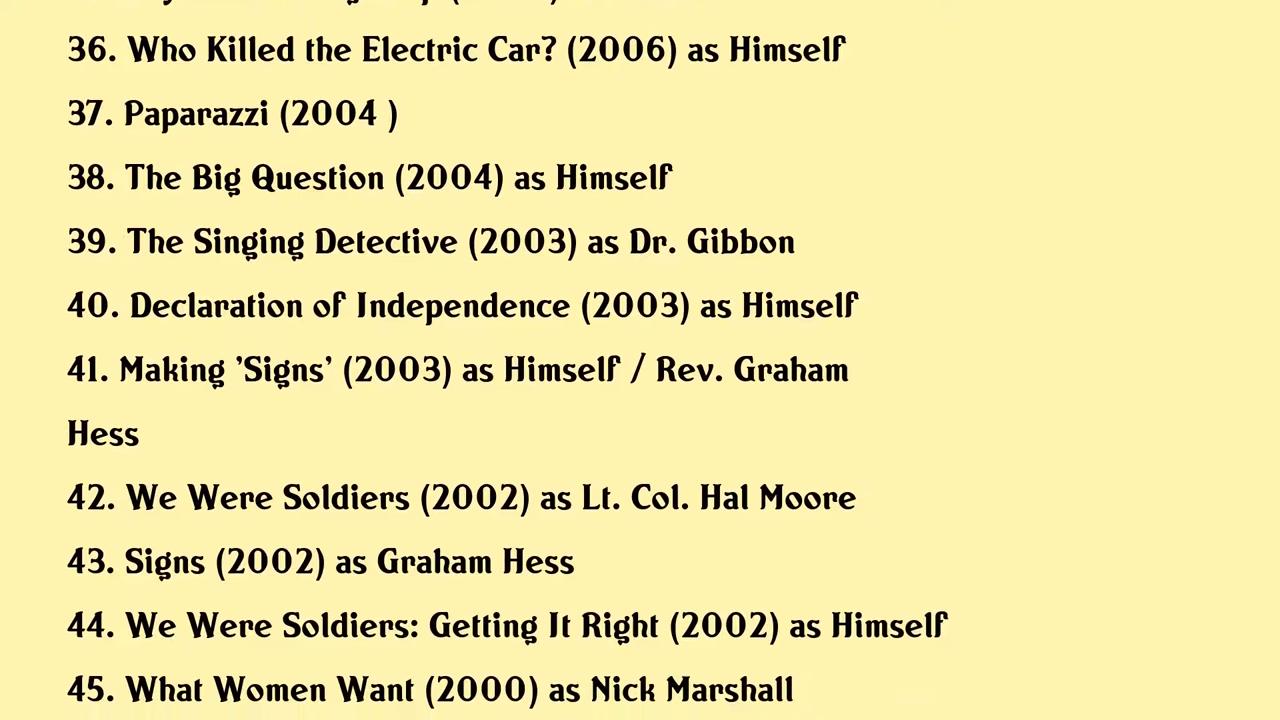 36. Who Killed the Electric Car? (2006) as Himself
37. Paparazzi (2004 )
38. The Big Question (2004) as Himself
39. The Singing Detective (2003) as Dr. Gibbon
40. Declaration of Independence (2003) as Himself
41. Making 'Signs' (2003) as Himself / Rev. Graham
Hess
42. We Were Soldiers (2002) as Lt. Col. Hal Moore
43. Signs (2002) as Graham Hess
44. We Were Soldiers: Getting It Right (2002) as Himself
45. What Women Want (2000) as Nick Marshall